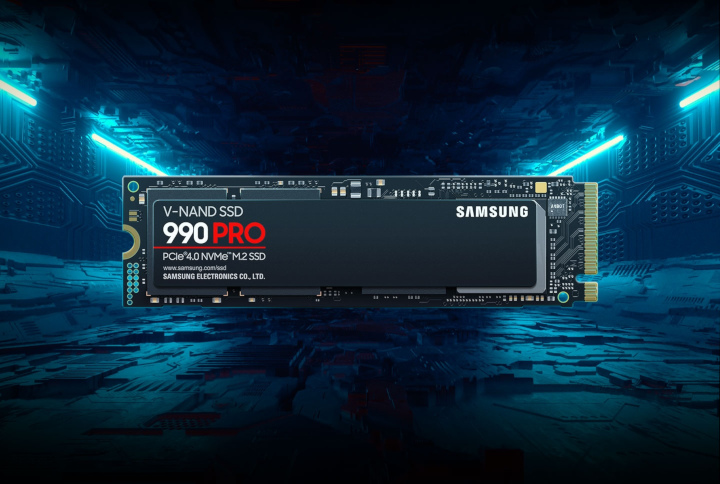 V-NAND SSD
SAMSUNG
990 PRO
PCIe®4.0 NVMe™ M.2 SSD
www.samsung.com/ssd
SAMSUNG ELECTRONICS CO., LTD.